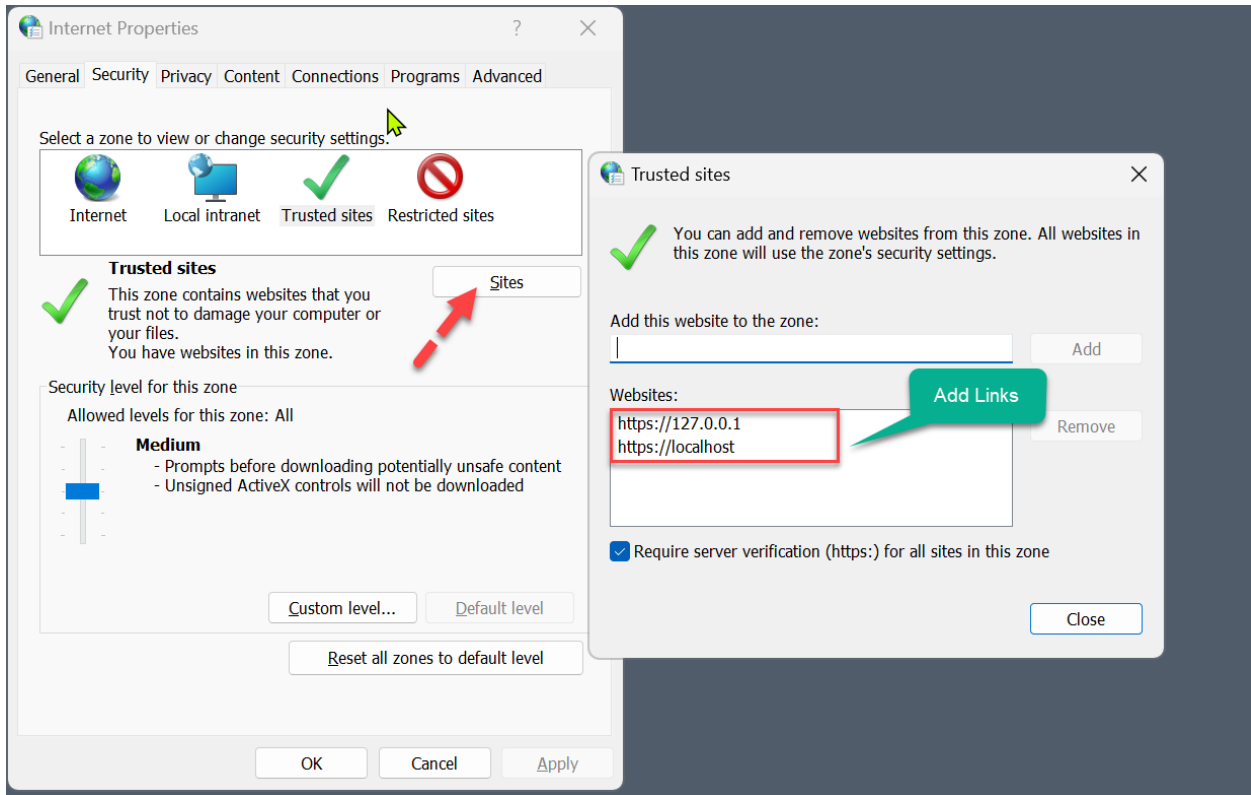 Internet Properties
?
General Security Privacy Content Connections Programs Advanced
Select a zone to view or change security settings.
Internet Local intranet Trusted sites Restricted sites
Trusted sites
Sites
This zone contains websites that you
trust not to damage your computer or
your files.
You have websites in this zone.
Security level for this zone
Allowed levels for this zone: All
Medium
- Prompts before downloading potentially unsafe content
- Unsigned ActiveX controls will not be downloaded
Custom level...
Default level
Reset all zones to default level
OK
Cancel
Apply
Trusted sites
You can add and remove websites from this zone. All websites in
this zone will use the zone's security settings.
Add this website to the zone:
Add
Websites:
Add Links
https://127.0.0.1
https://localhost
Remove
Require server verification (https:) for all sites in this zone
Close